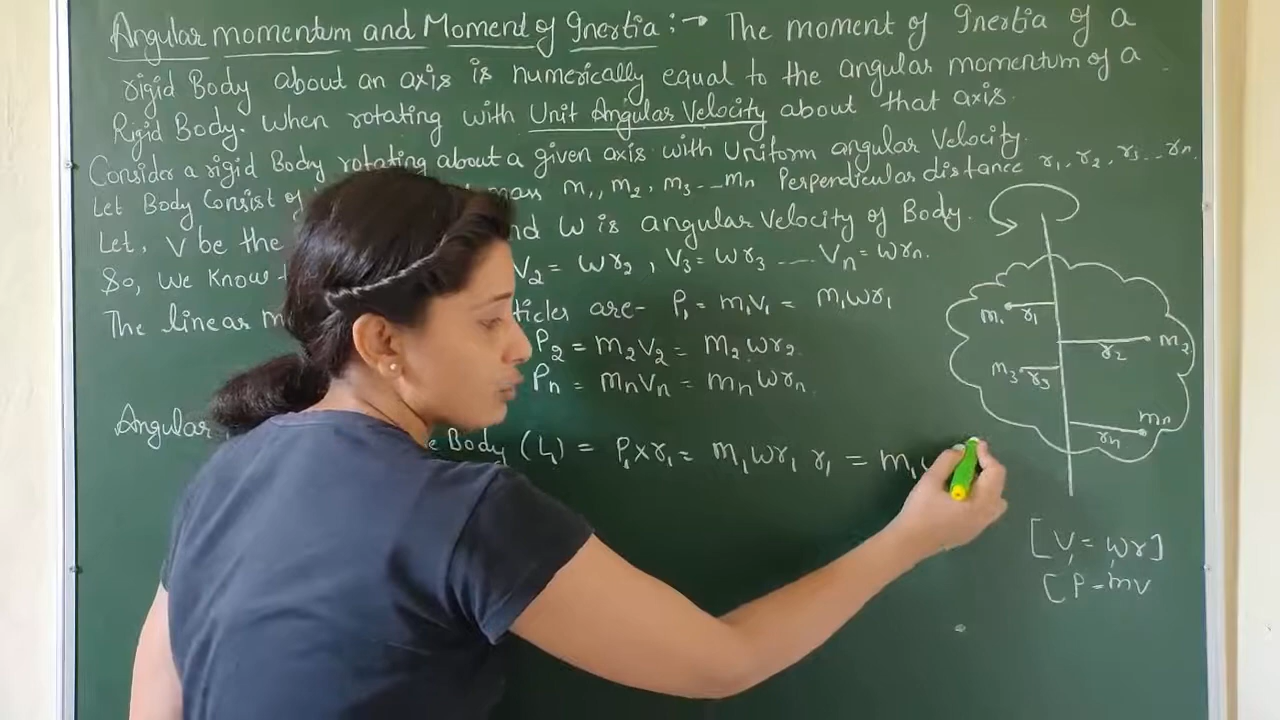 Angular momentum and Moment of Inertia :→ The moment of Inertia of a
rigid Body about an axis is numerically equal to the angular momentum of a
Rigid Body. When rotating with Unit Angular Velocity about that axis.
Consider a rigid Body rotating about a given axis with Uniform angular Velocity.
Let Body Consist of mass m₁, m₂, m₃ ... mn Perpendicular distance r₁, r₂, r₃ ... rn.
Let, V be the and ω is angular Velocity of Body.
So, we Know V₂ = ωr₂, V₃ = ωr₃ .... Vn = ωrn.
The linear are- P₁ = m₁V₁ = m₁ωr₁
P₂ = m₂V₂ = m₂ωr₂.
Pn = mnVn = mnωrn.
Angular Body (L₁) = P₁×r₁ = m₁ωr₁ r₁ = m₁
m₁ r₁
r₂ m₂
m₃ r₃
rn mn
[V = ωr]
[P = mv